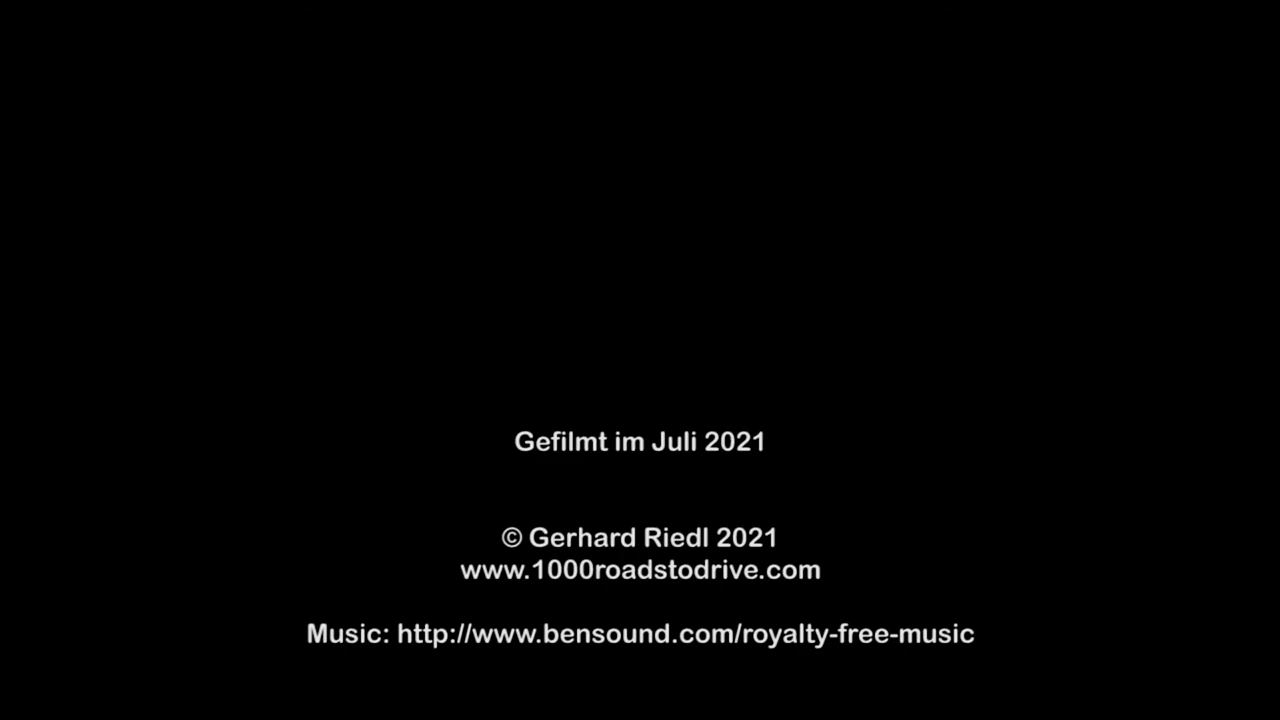 Gefilmt im Juli 2021
© Gerhard Riedl 2021
www.1000roadstodrive.com
Music: http://www.bensound.com/royalty-free-music